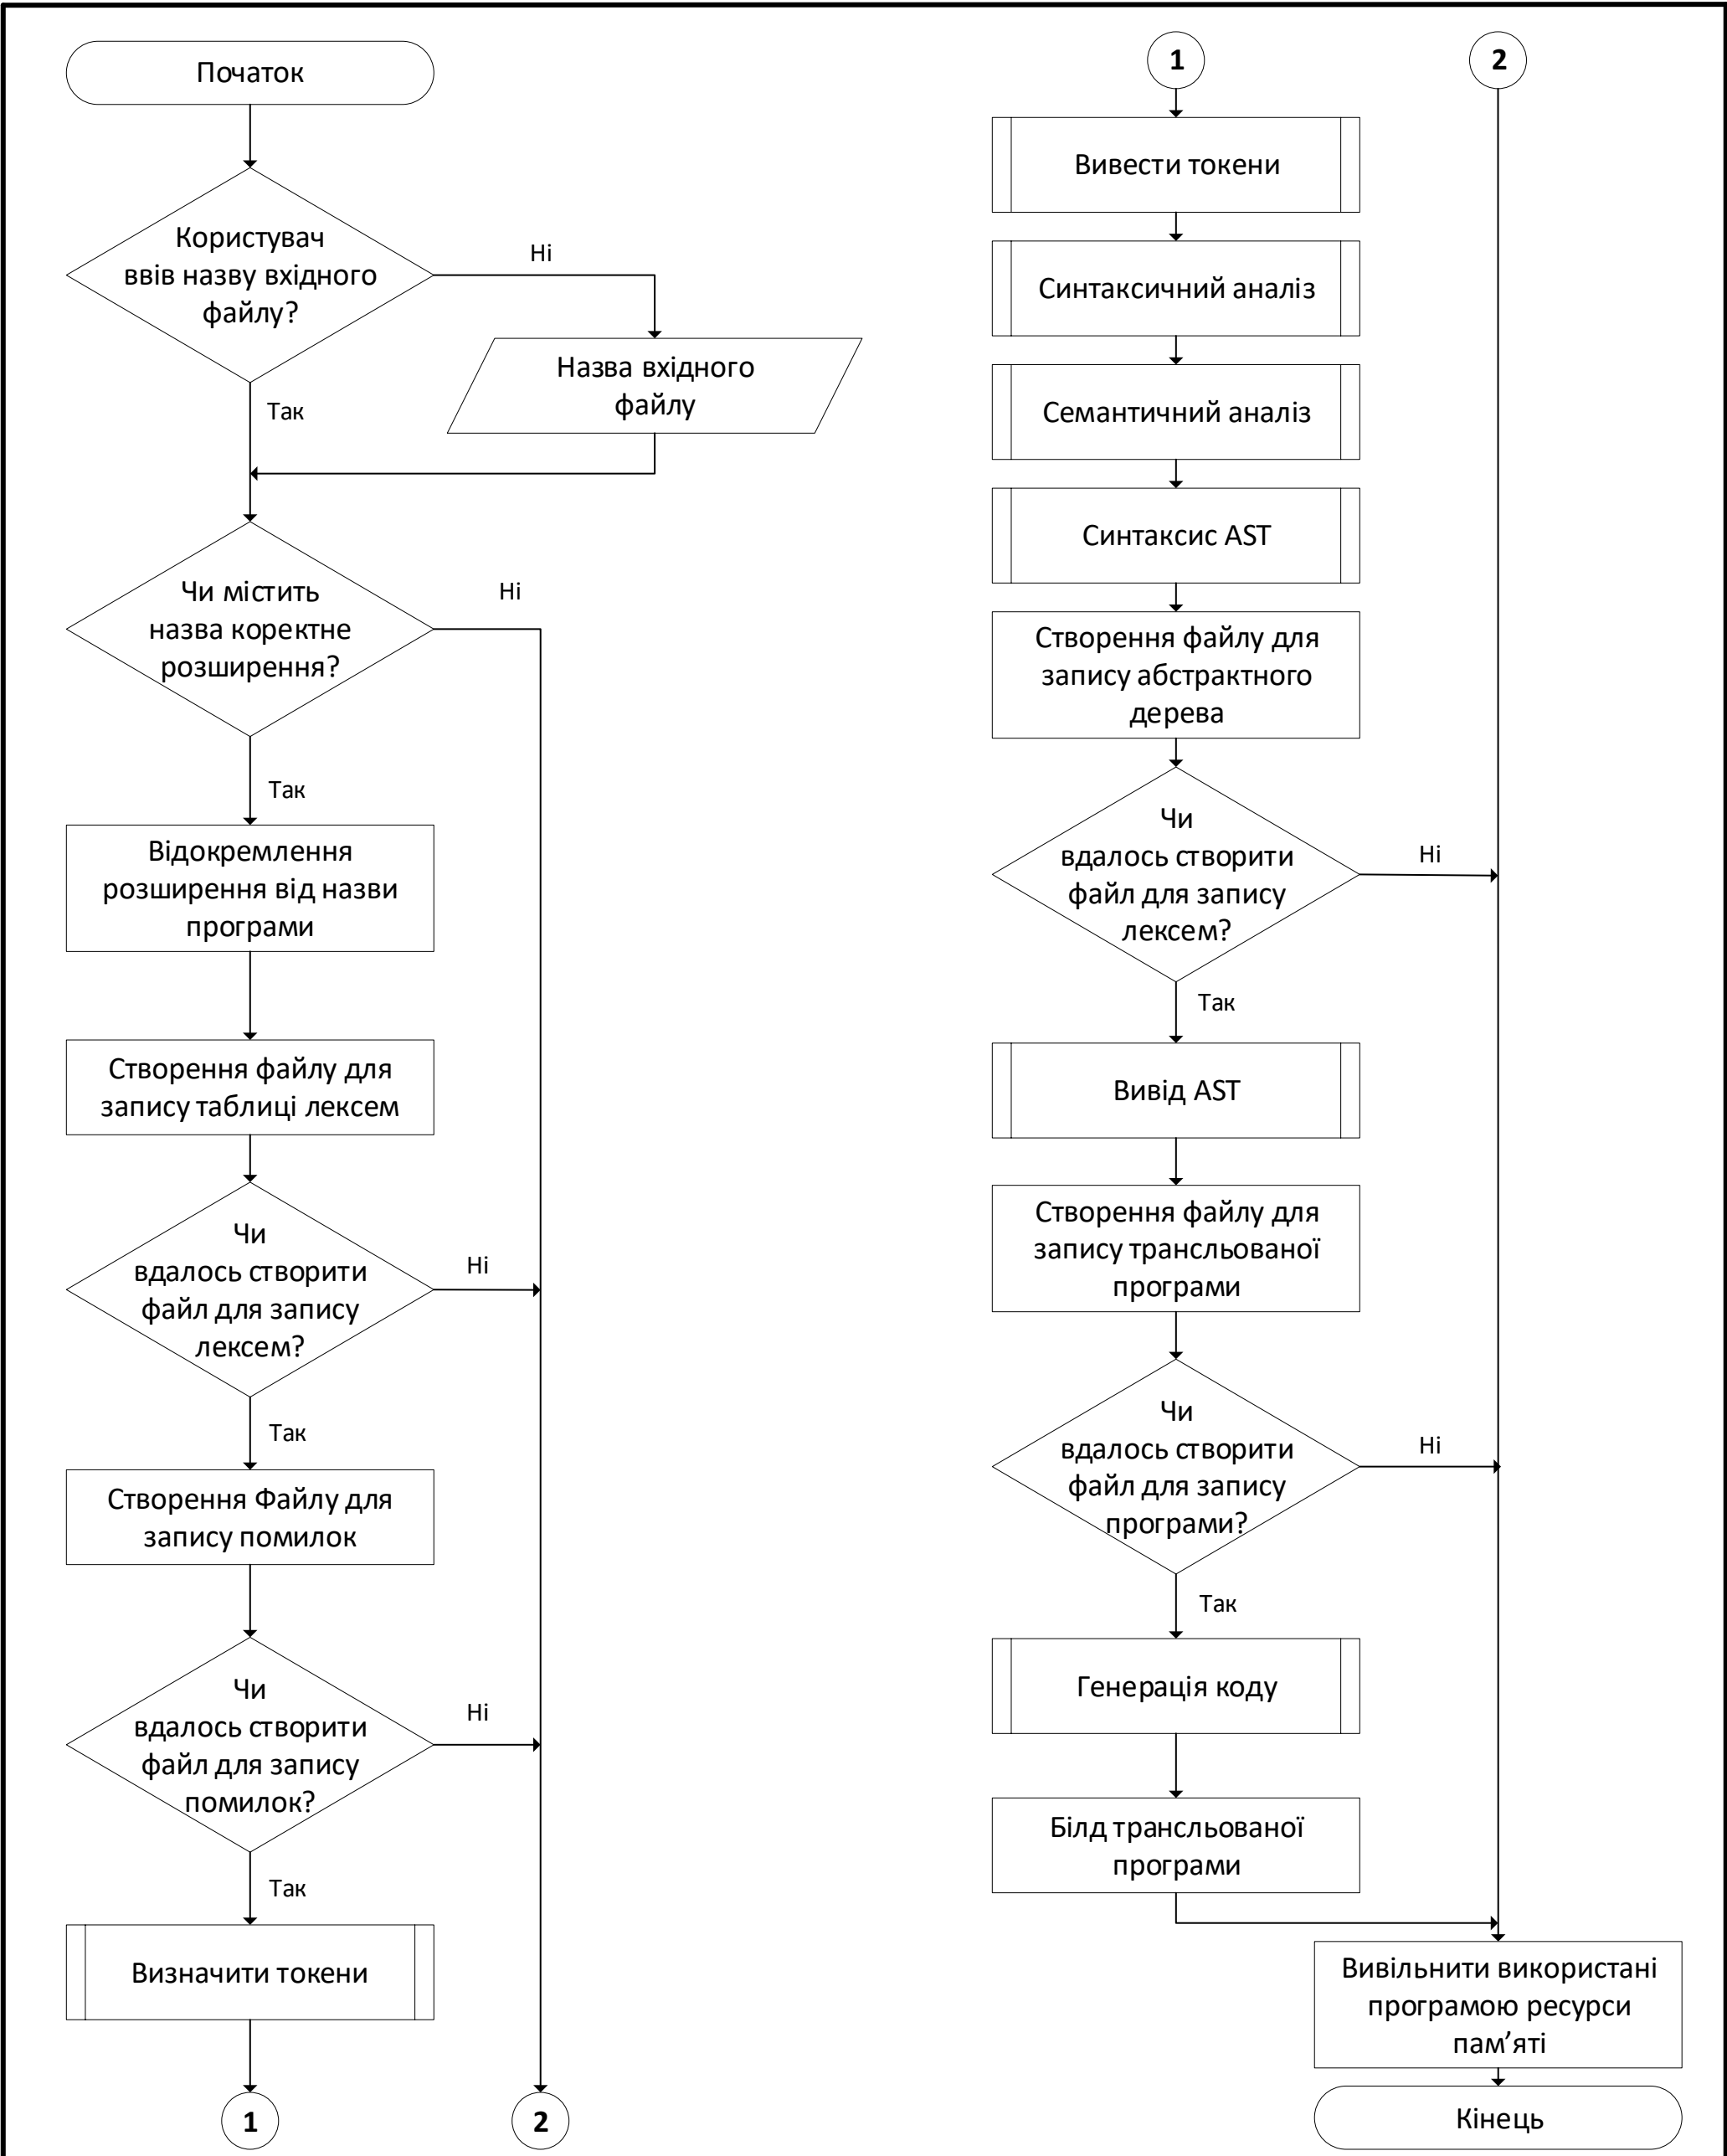 Початок
Користувач
ввів назву вхідного
файлу?
Ні
Назва вхідного
файлу
Так
Чи містить
назва коректне
розширення?
Ні
Так
Відокремлення
розширення від назви
програми
Створення файлу для
запису таблиці лексем
Чи
вдалось створити
файл для запису
лексем?
Ні
Так
Створення Файлу для
запису помилок
Чи
вдалось створити
файл для запису
помилок?
Ні
Так
Визначити токени
1
2
1
2
Вивести токени
Синтаксичний аналіз
Семантичний аналіз
Синтаксис AST
Створення файлу для
запису абстрактного
дерева
Чи
вдалось створити
файл для запису
лексем?
Ні
Так
Вивід AST
Створення файлу для
запису трансльованої
програми
Чи
вдалось створити
файл для запису
програми?
Ні
Так
Генерація коду
Білд трансльованої
програми
Вивільнити використані
програмою ресурси
пам’яті
Кінець